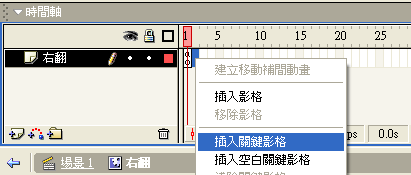 時間軸
1 5 10 15 20 25
右翻
建立移動補間動畫
插入影格
移除影格
插入關鍵影格
ps 0.0s
插入空白關鍵影格
場景 1 右翻